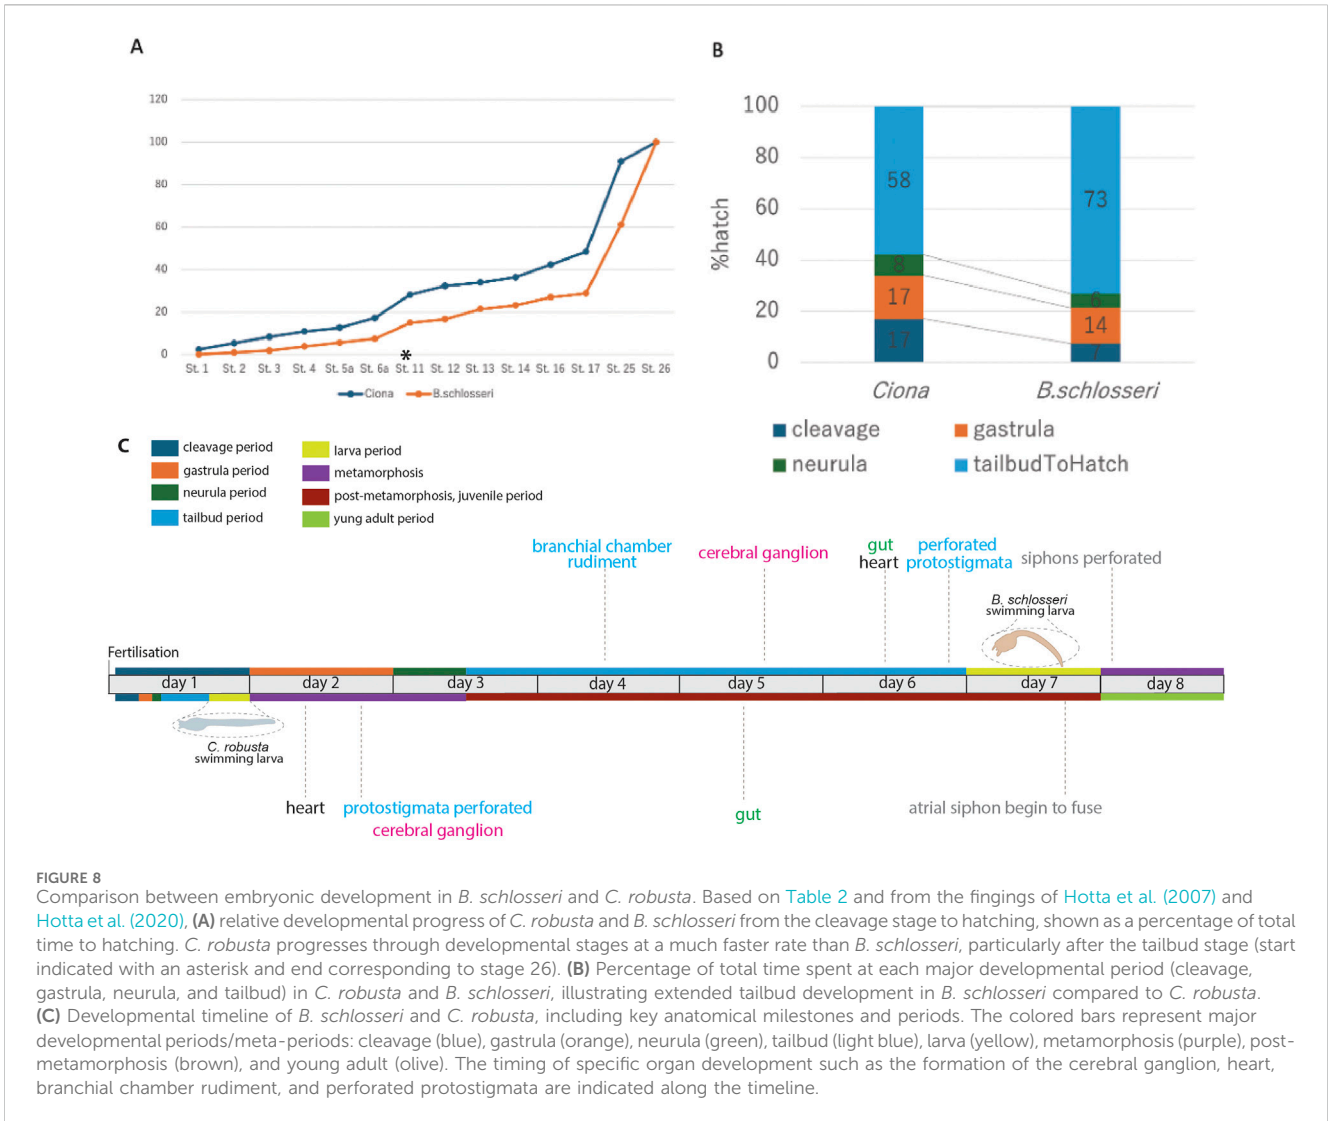 A
120
100
80
60
40
20
0
*
St. 1 St. 2 St. 3 St. 4 St. 5a St. 6a St. 11 St. 12 St. 13 St. 14 St. 16 St. 17 St. 25 St. 26
Ciona B.schlosseri
B
%hatch
100
80
60
40
20
0
58
8
17
17
73
6
14
7
Ciona B.schlosseri
cleavage gastrula
neurula tailbudToHatch
C
cleavage period
gastrula period
neurula period
tailbud period
larva period
metamorphosis
post-metamorphosis, juvenile period
yung adult period
branchial chamber
rudiment
cerebral ganglion
gut
heart
perforated
protostigmata
siphons perforated
B. schlosseri
swimming larva
Fertilisation
day 1 day 2 day 3 day 4 day 5 day 6 day 7 day 8
C. robusta
swimming larva
heart
protostigmata perforated
cerebral ganglion
gut
atrial siphon begin to fuse
FIGURE 8
Comparison between embryonic development in B. schlosseri and C. robusta. Based on Table 2 and from the fingings of Hotta et al. (2007) and
Hotta et al. (2020), (A) relative developmental progress of C. robusta and B. schlosseri from the cleavage stage to hatching, shown as a percentage of total
time to hatching. C. robusta progresses through developmental stages at a much faster rate than B. schlosseri, particularly after the tailbud stage (start
indicated with an asterisk and end corresponding to stage 26). (B) Percentage of total time spent at each major developmental period (cleavage,
gastrula, neurula, and tailbud) in C. robusta and B. schlosseri, illustrating extended tailbud development in B. schlosseri compared to C. robusta.
(C) Developmental timeline of B. schlosseri and C. robusta, including key anatomical milestones and periods. The colored bars represent major
developmental periods/meta-periods: cleavage (blue), gastrula (orange), neurula (green), tailbud (light blue), larva (yellow), metamorphosis (purple), post-
metamorphosis (brown), and young adult (olive). The timing of specific organ development such as the formation of the cerebral ganglion, heart,
branchial chamber rudiment, and perforated protostigmata are indicated along the timeline.